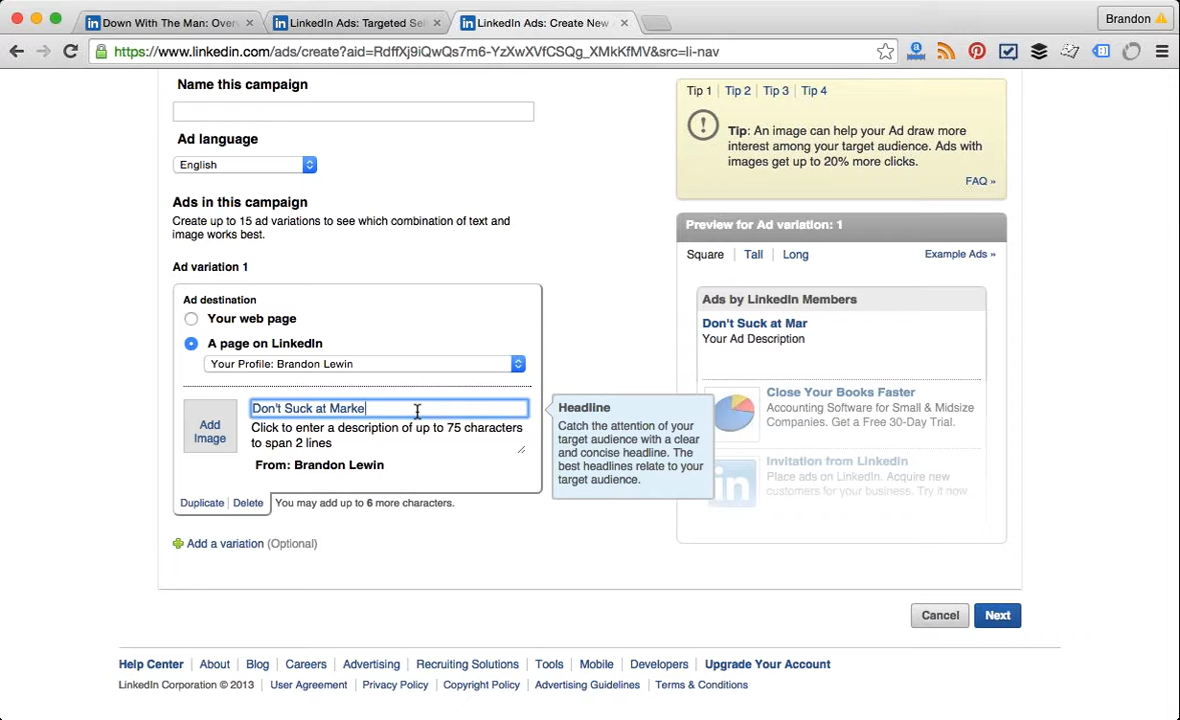 Down With The Man: Over
LinkedIn Ads: Targeted Sel
LinkedIn Ads: Create New
Brandon
https://www.linkedin.com/ads/create?aid=RdffXj9iQwQs7m6-YzXwXVfCSQg_XMkKfMV&src=li-nav
Name this campaign
Ad language
English
Ads in this campaign
Create up to 15 ad variations to see which combination of text and
image works best.
Ad variation 1
Ad destination
Your web page
A page on LinkedIn
Your Profile: Brandon Lewin
Add
Image
Don't Suck at Marke
Click to enter a description of up to 75 characters
to span 2 lines
From: Brandon Lewin
Duplicate | Delete
You may add up to 6 more characters.
Add a variation (Optional)
Headline
Catch the attention of your
target audience with a clear
and concise headline. The
best headlines relate to your
target audience.
Tip 1 | Tip 2 | Tip 3 | Tip 4
Tip: An image can help your Ad draw more
interest among your target audience. Ads with
images get up to 20% more clicks.
FAQ »
Preview for Ad variation: 1
Square | Tall | Long
Example Ads »
Ads by LinkedIn Members
Don't Suck at Mar
Your Ad Description
Close Your Books Faster
Accounting Software for Small & Midsize
Companies. Get a Free 30-Day Trial.
in
Invitation from LinkedIn
Place ads on LinkedIn. Acquire new
customers for your business. Try it now
Cancel
Next
Help Center | About | Blog | Careers | Advertising | Recruiting Solutions | Tools | Mobile | Developers | Upgrade Your Account
LinkedIn Corporation © 2013 | User Agreement | Privacy Policy | Copyright Policy | Advertising Guidelines | Terms & Conditions